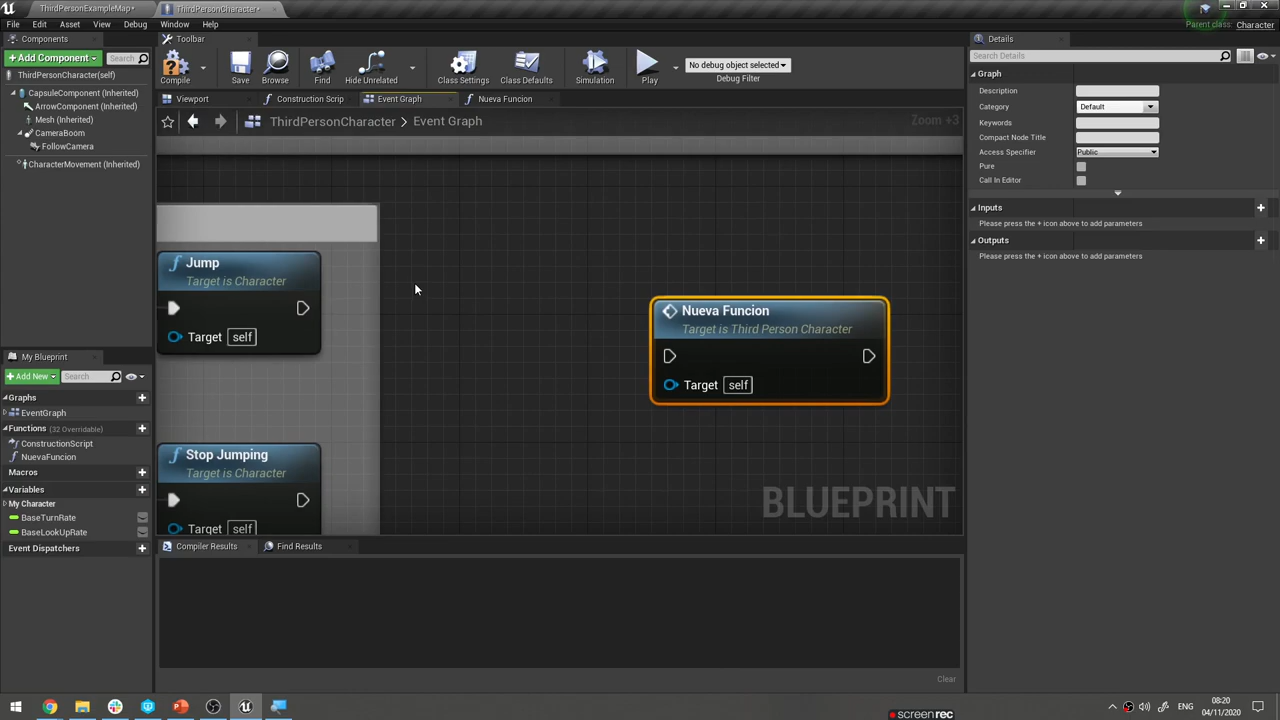 ThirdPersonExampleMap•
ThirdPersonCharacter•
File Edit Asset View Debug Window Help
Parent class: Character
Components
Toolbar
Details
+Add Component
Search
Search Details
ThirdPersonCharacter(self)
Compile
Save
Browse
Find
Hide Unrelated
Class Settings
Class Defaults
Simulation
Play
No debug object selected
Debug Filter
CapsuleComponent (Inherited)
ArrowComponent (Inherited)
Mesh (Inherited)
CameraBoom
FollowCamera
CharacterMovement (Inherited)
Viewport
Construction Scrip
Event Graph
Nueva Funcion
ThirdPersonCharacter > Event Graph
Zoom +3
Graph
Description
Category
Default
Keywords
Compact Node Title
Access Specifier
Public
Pure
Call In Editor
Inputs
Please press the + icon above to add parameters
Outputs
Please press the + icon above to add parameters
Jump
Target is Character
Target self
Nueva Funcion
Target is Third Person Character
Target self
Stop Jumping
Target is Character
Target self
BLUEPRINT
My Blueprint
+Add New
Search
Graphs
EventGraph
Functions (32 Overridable)
ConstructionScript
NuevaFuncion
Macros
Variables
My Character
BaseTurnRate
BaseLookUpRate
Event Dispatchers
Compiler Results
Find Results
Clear
ENG
08:20
04/11/2020
screenrec